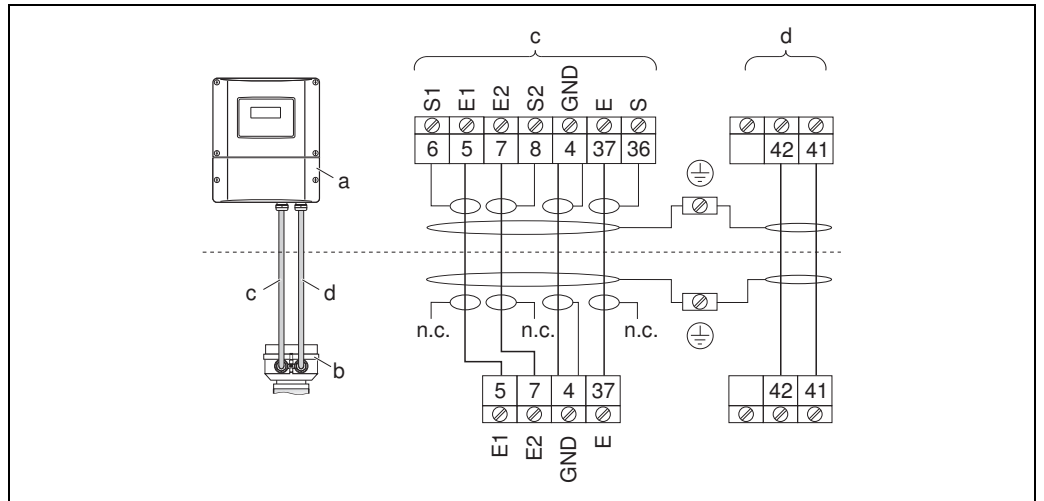 c d
S1 E1 E2 S2 GND E S
6 5 7 8 4 37 36 42 41
a
c d
n.c. n.c. n.c.
b
5 7 4 37 42 41
E1 E2 GND E